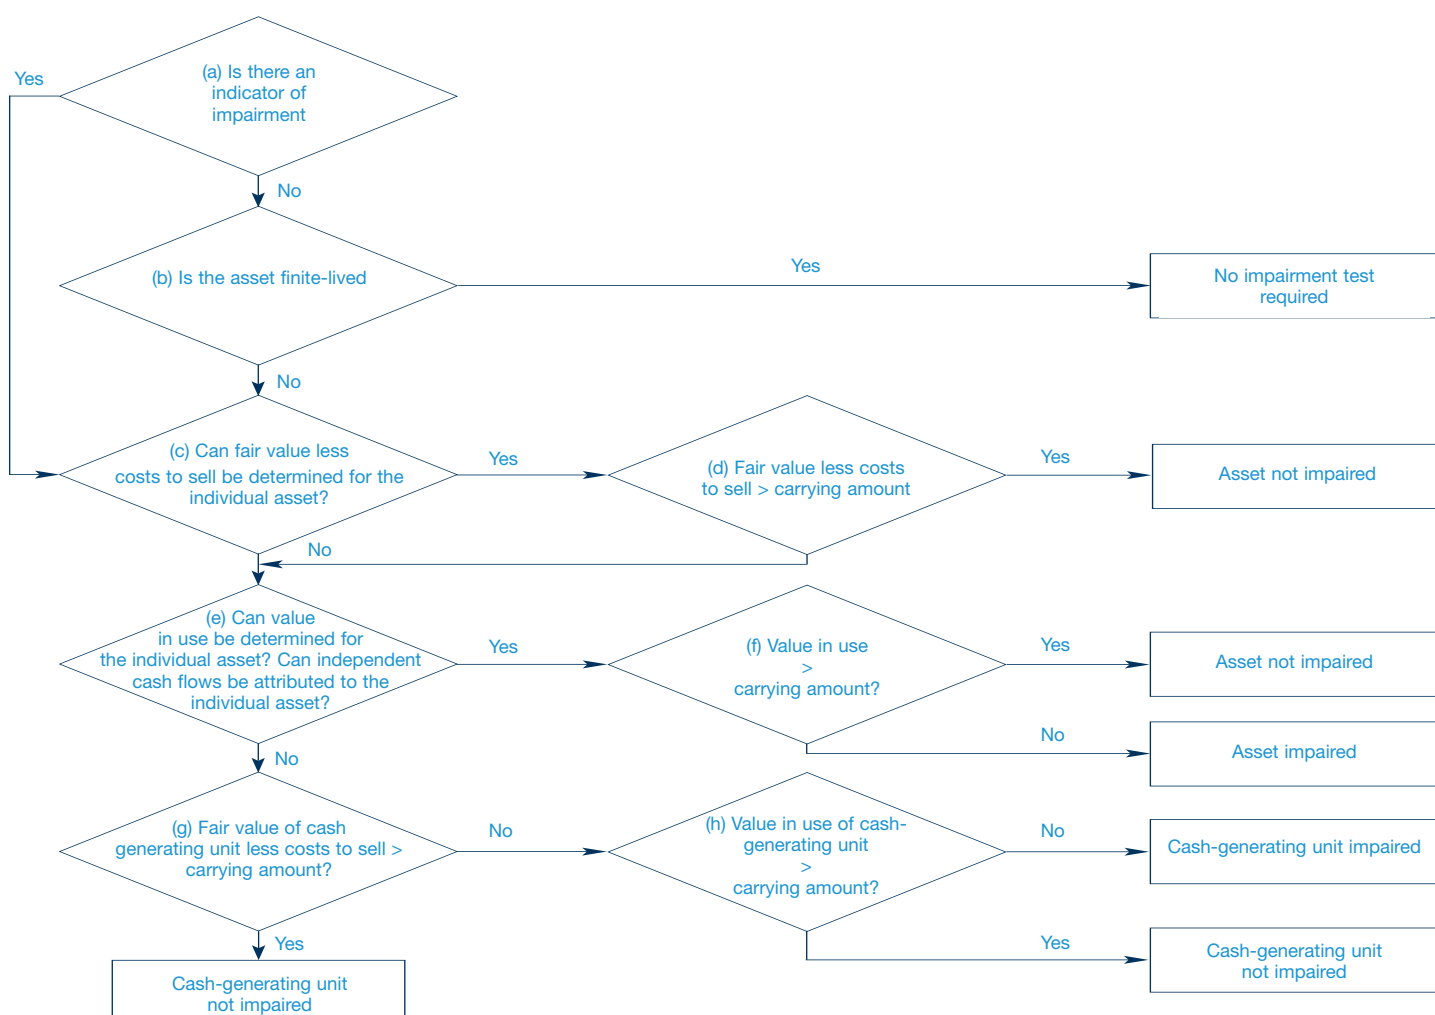 (a) Is there an
indicator of
impairment
Yes
No
(b) Is the asset finite-lived
Yes
No impairment test
required
No
(c) Can fair value less
costs to sell be determined for the
individual asset?
Yes
(d) Fair value less costs
to sell > carrying amount
Yes
Asset not impaired
No
(e) Can value
in use be determined for
the individual asset? Can independent
cash flows be attributed to the
individual asset?
Yes
(f) Value in use
>
carrying amount?
Yes
Asset not impaired
No
Asset impaired
No
(g) Fair value of cash
generating unit less costs to sell >
carrying amount?
No
(h) Value in use of cash-
generating unit
>
carrying amount?
No
Cash-generating unit impaired
Yes
Cash-generating unit
not impaired
Yes
Cash-generating unit
not impaired